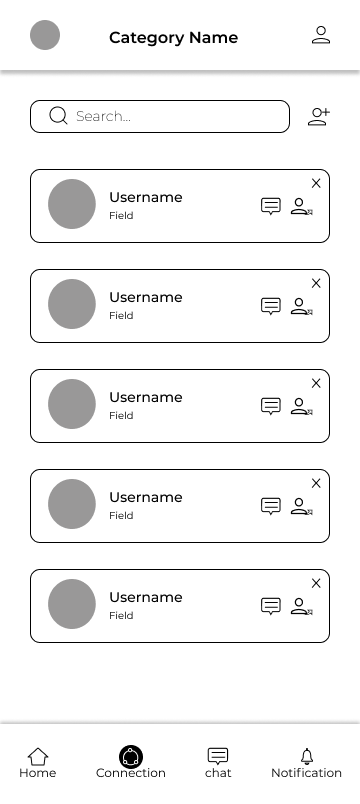 Category Name
Search...
X
Username
Field
X
Username
Field
X
Username
Field
X
Username
Field
X
Username
Field
Home
Connection
chat
Notification